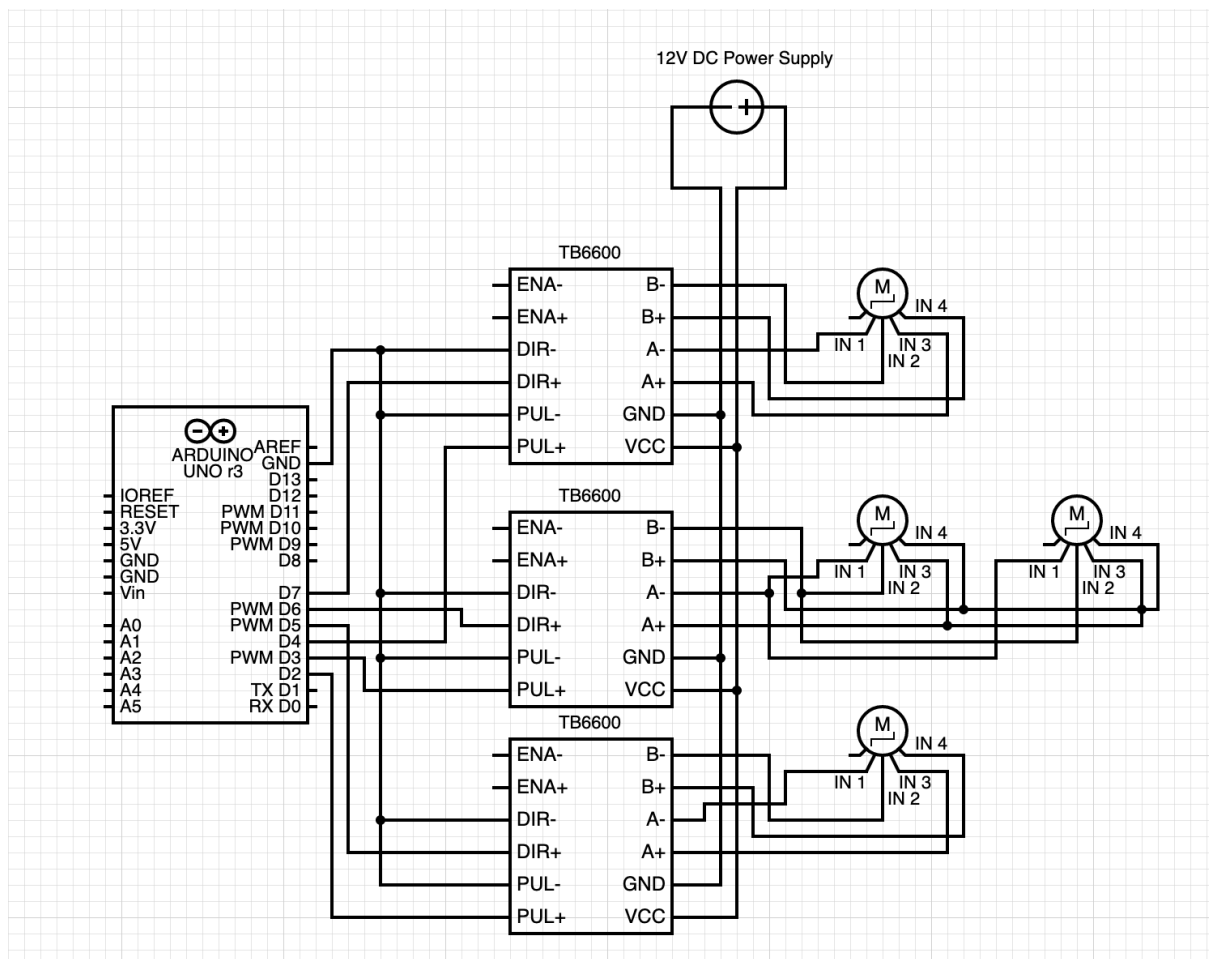 12V DC Power Supply
TB6600
ENA-
ENA+
DIR-
DIR+
PUL-
PUL+
B-
B+
A-
A+
GND
VCC
M
IN 4
IN 1
IN 3
IN 2
ARDUINO
UNO r3
IOREF
RESET
3.3V
5V
GND
GND
Vin
A0
A1
A2
A3
A4
A5
AREF
GND
D13
D12
PWM D11
PWM D10
PWM D9
D8
D7
PWM D6
PWM D5
D4
PWM D3
D2
TX D1
RX D0
TB6600
ENA-
ENA+
DIR-
DIR+
PUL-
PUL+
B-
B+
A-
A+
GND
VCC
M
IN 4
IN 1
IN 3
IN 2
M
IN 4
IN 1
IN 3
IN 2
TB6600
ENA-
ENA+
DIR-
DIR+
PUL-
PUL+
B-
B+
A-
A+
GND
VCC
M
IN 4
IN 1
IN 3
IN 2